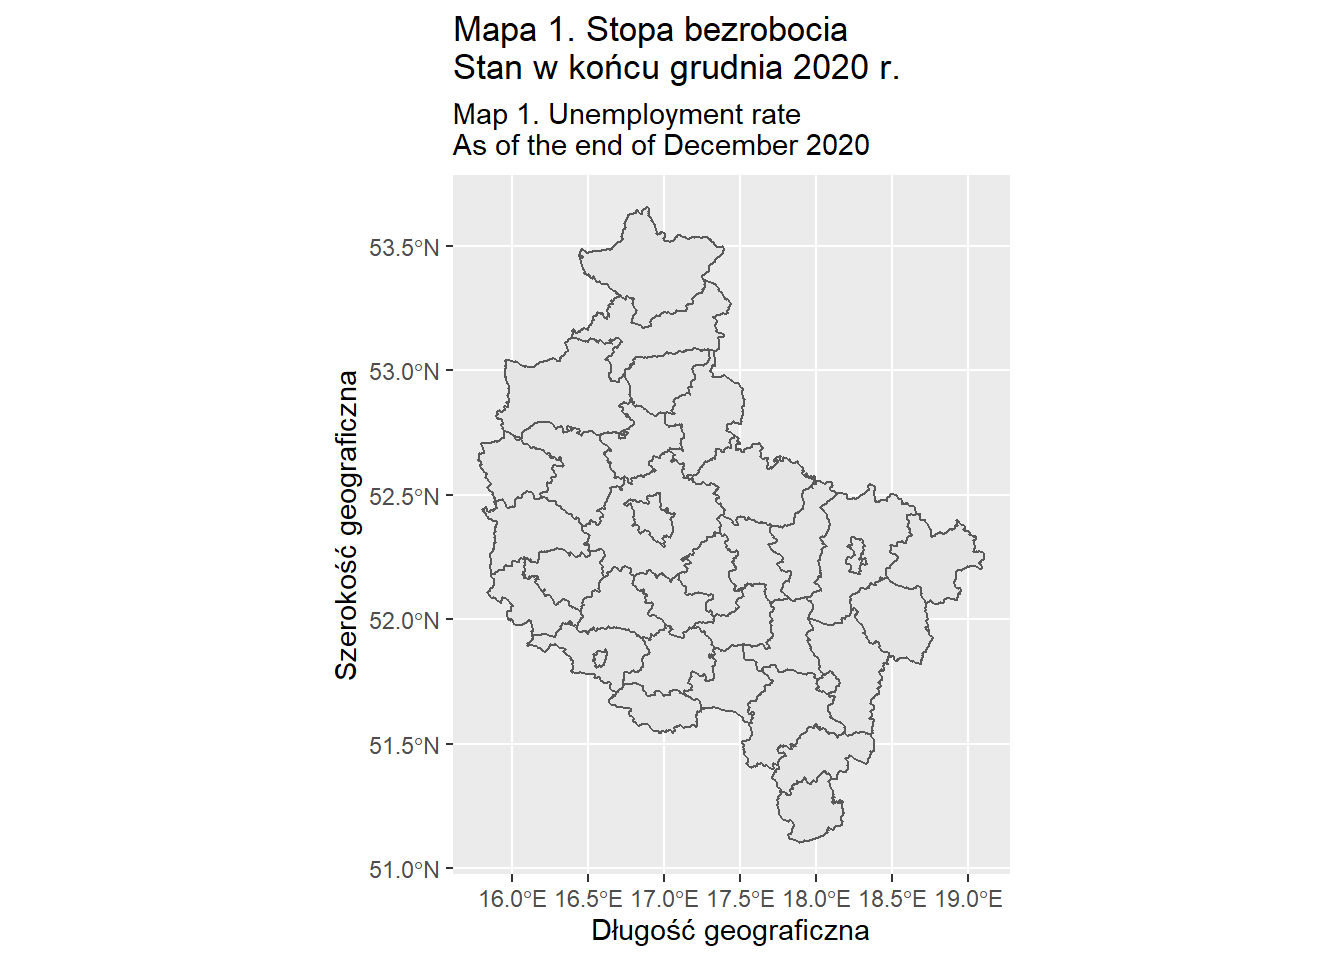 Mapa 1. Stopa bezrobocia
Stan w końcu grudnia 2020 r.
Map 1. Unemployment rate
As of the end of December 2020
53.5°N
53.0°N
52.5°N
52.0°N
51.5°N
51.0°N
Szerokość geograficzna
16.0°E 16.5°E 17.0°E 17.5°E 18.0°E 18.5°E 19.0°E
Długość geograficzna